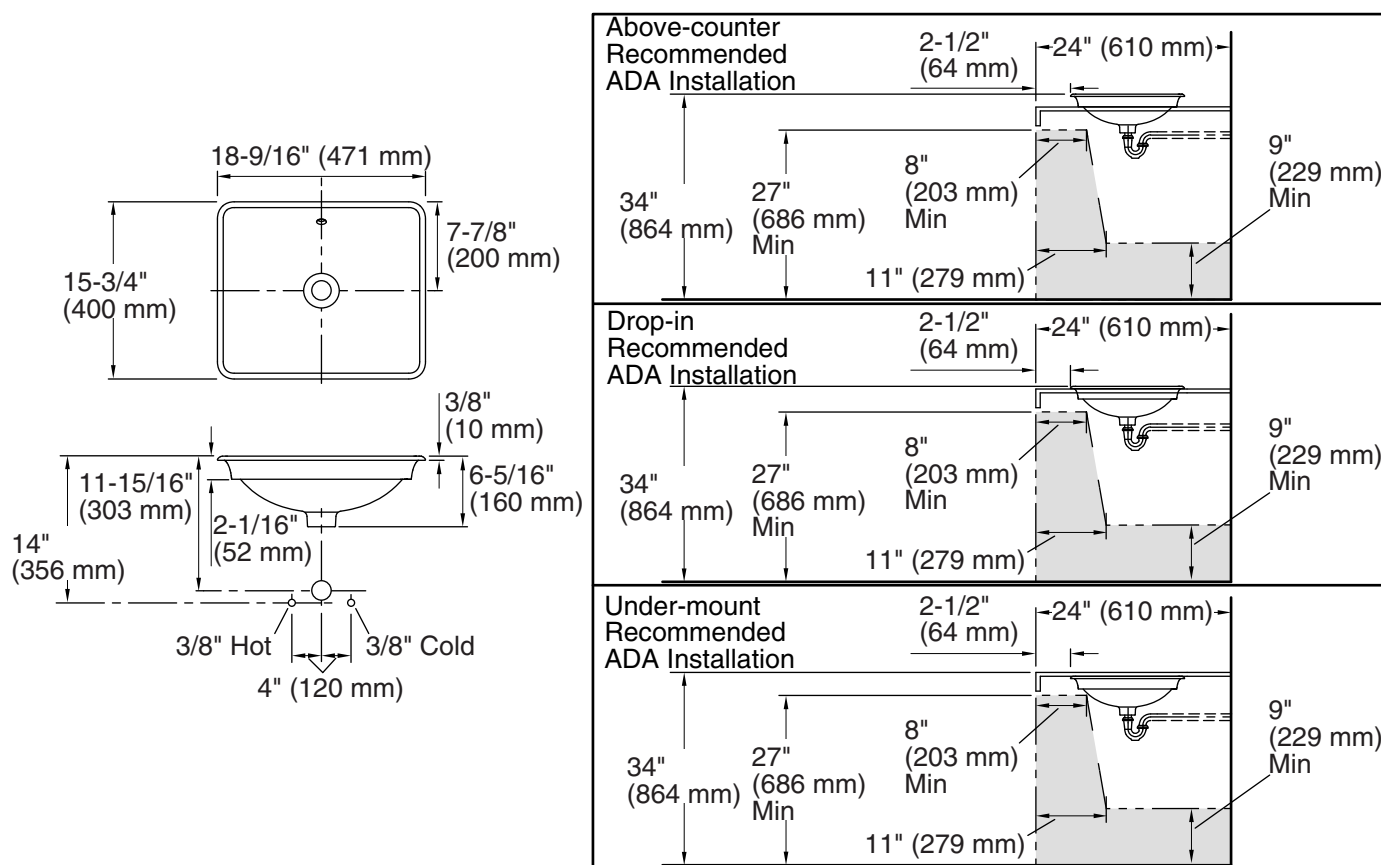 18-9/16" (471 mm)
7-7/8"
(200 mm)
15-3/4"
(400 mm)
3/8"
(10 mm)
11-15/16"
(303 mm)
6-5/16"
(160 mm)
2-1/16"
(52 mm)
14"
(356 mm)
3/8" Hot
3/8" Cold
4" (120 mm)
Above-counter
Recommended
ADA Installation
2-1/2"
(64 mm)
24" (610 mm)
34"
(864 mm)
27"
(686 mm)
Min
8"
(203 mm)
Min
9"
(229 mm)
Min
11" (279 mm)
Drop-in
Recommended
ADA Installation
2-1/2"
(64 mm)
24" (610 mm)
34"
(864 mm)
27"
(686 mm)
Min
8"
(203 mm)
Min
9"
(229 mm)
Min
11" (279 mm)
Under-mount
Recommended
ADA Installation
2-1/2"
(64 mm)
24" (610 mm)
34"
(864 mm)
27"
(686 mm)
Min
8"
(203 mm)
Min
9"
(229 mm)
Min
11" (279 mm)